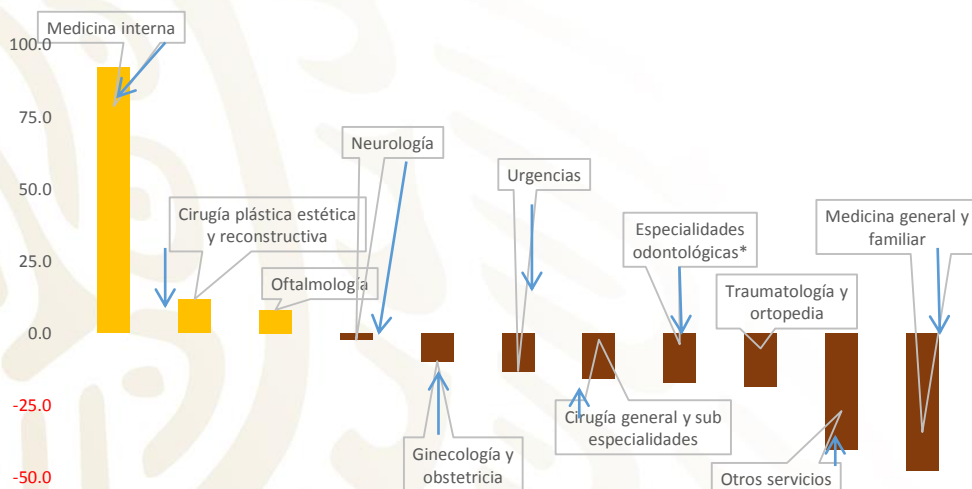 Medicina interna
100.0
75.0
50.0
25.0
0.0
-25.0
-50.0
Cirugía plástica estética
y reconstructiva
Oftalmología
Neurología
Ginecología y
obstetricia
Urgencias
Cirugía general y sub
especialidades
Especialidades
odontológicas*
Traumatología y
ortopedia
Otros servicios
Medicina general y
familiar